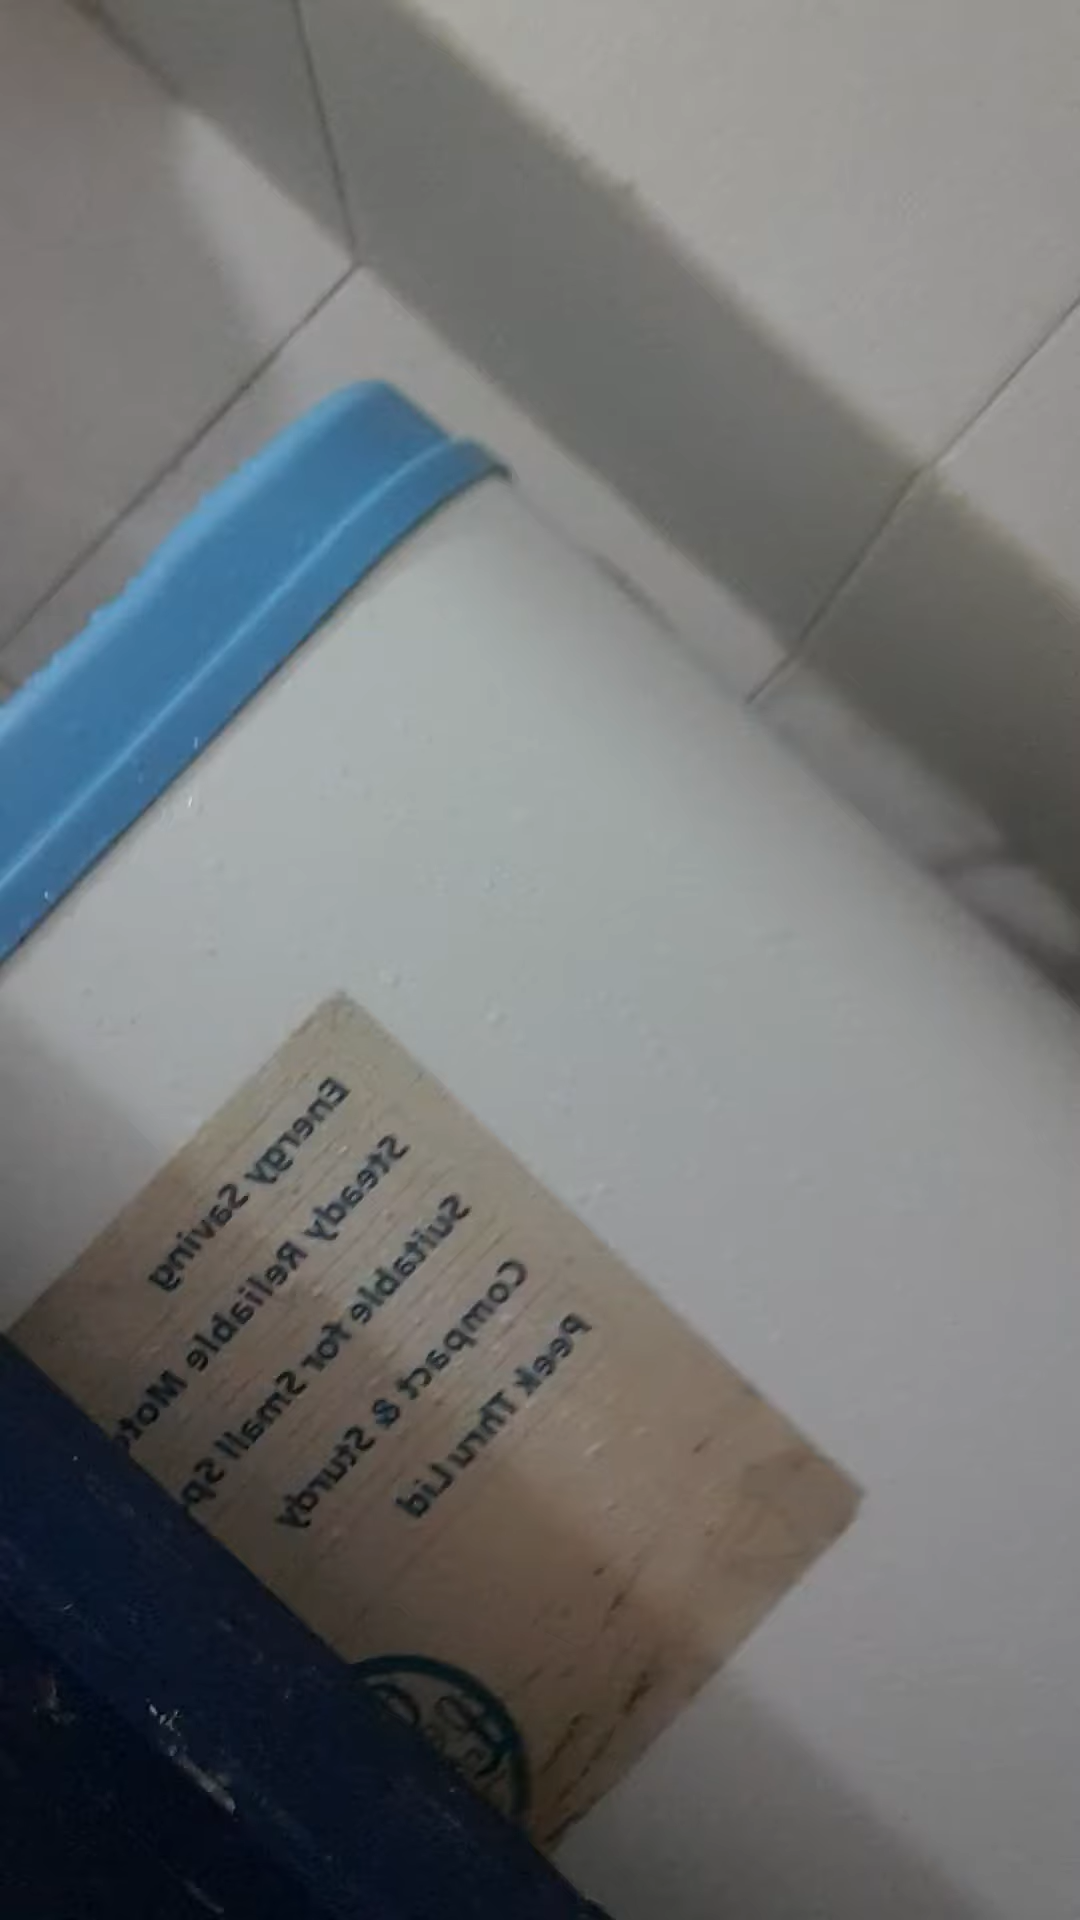 Energy Saving
Steady Reliable
Suitable for Small
Compact & Sturdy
Peek Thru Lid